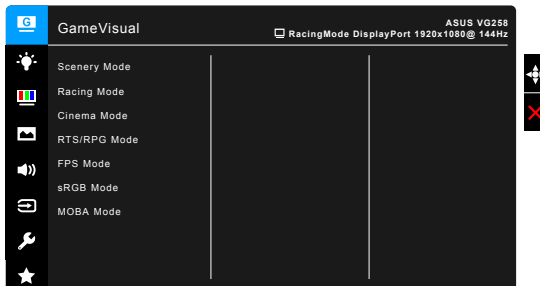 G
GameVisual
ASUS VG258
RacingMode DisplayPort 1920x1080@ 144Hz
Scenery Mode
Racing Mode
Cinema Mode
RTS/RPG Mode
FPS Mode
sRGB Mode
MOBA Mode